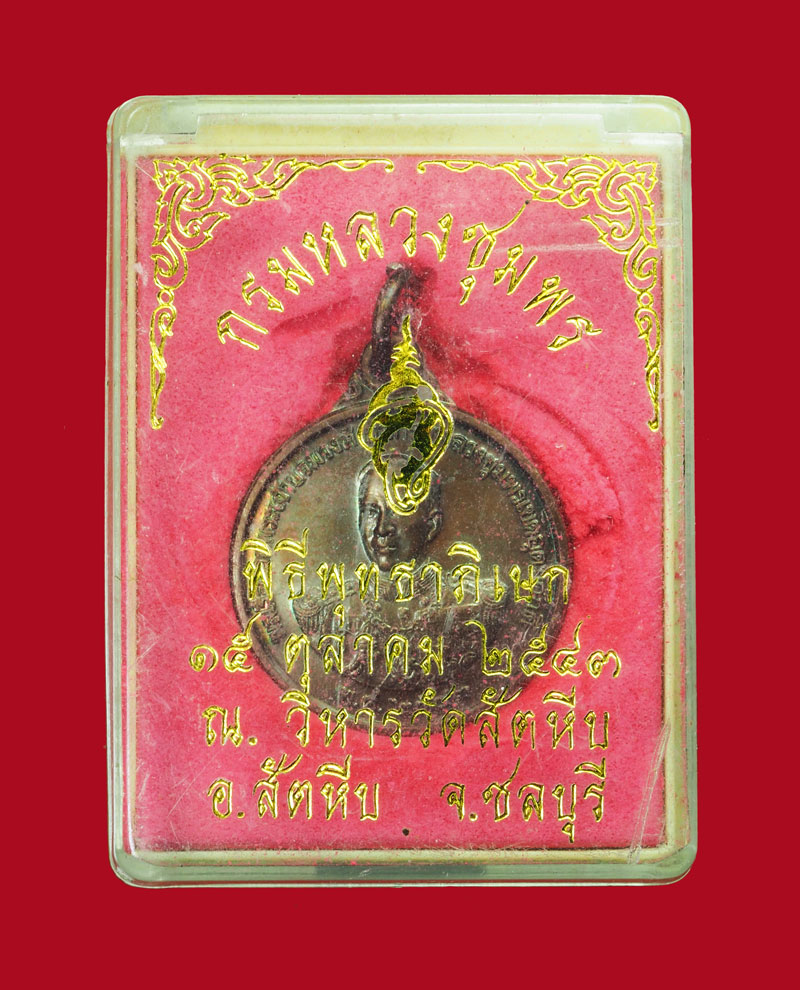 กรมหลวงชุมพร
พิธีพุทธาภิเษก
๑๕ ตุลาคม ๒๕๔๓
ณ. วิหารวัดสัตหีบ
อ.สัตหีบ จ.ชลบุรี